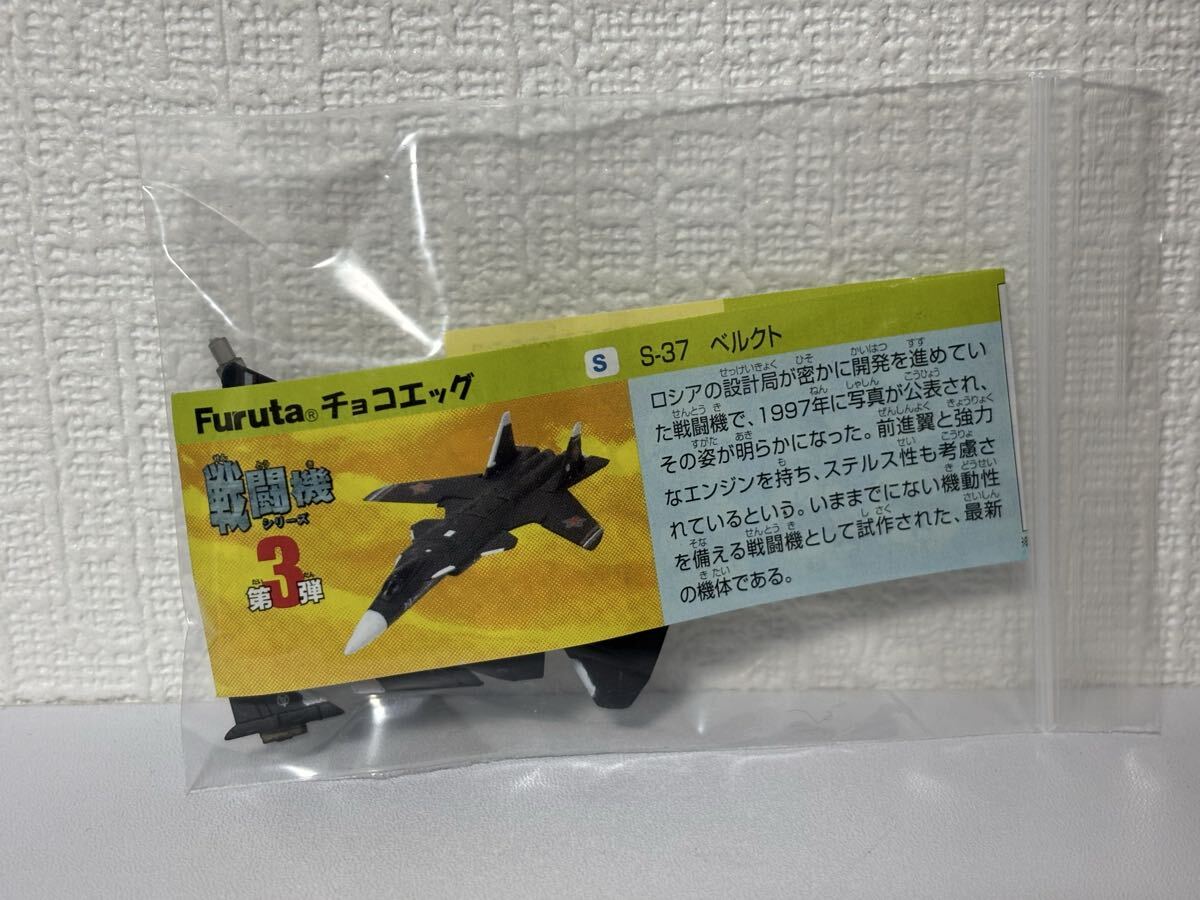 Furuta® チョコエッグ
戦闘機
シリーズ
第3弾
S S-37 ベルクト
ロシアの設計局が密かに開発を進めてい
た戦闘機で、1997年に写真が公表され、
その姿が明らかになった。前進翼と強力
なエンジンを持ち、ステルス性も考慮さ
れているという。いままでにない機動性
を備える戦闘機として試作された、最新
の機体である。